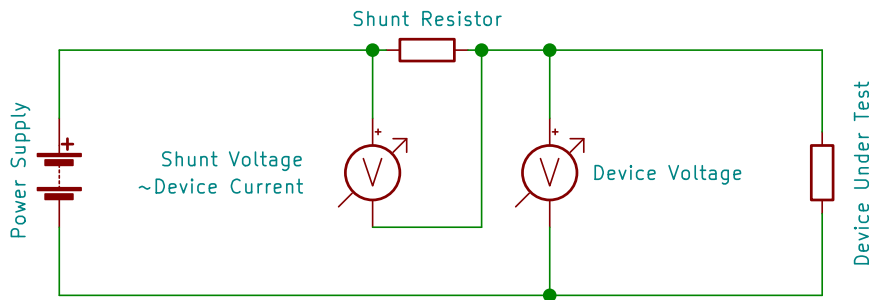 Shunt Resistor
Power Supply
+
Shunt Voltage
~Device Current
+
V
+
V
Device Voltage
Device Under Test